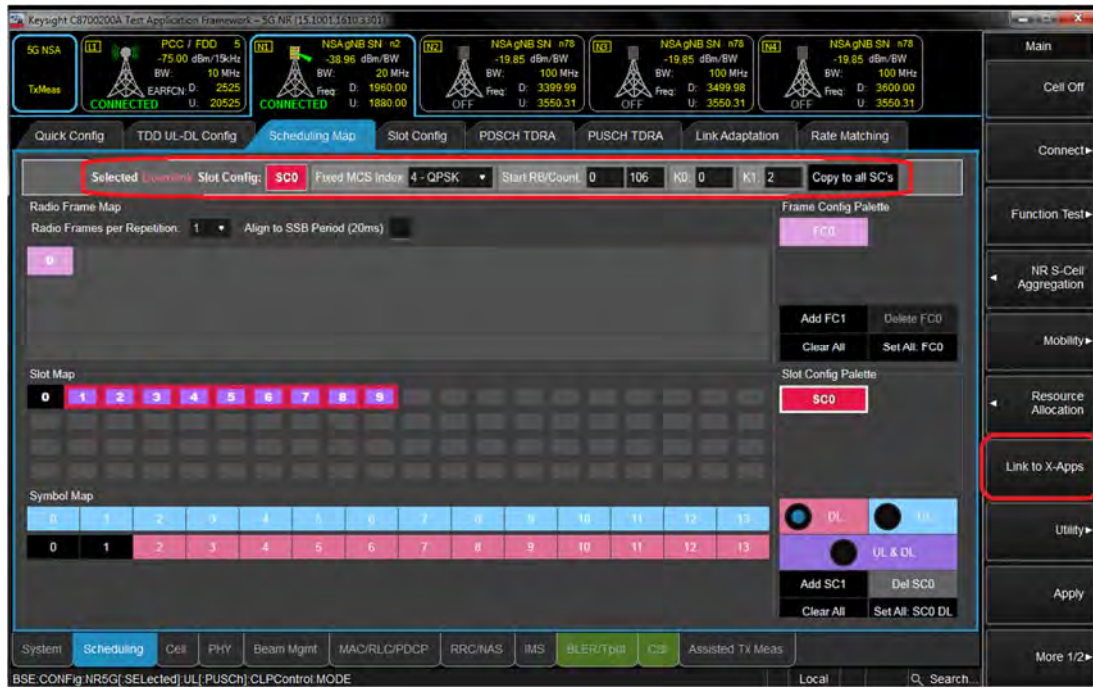 Keysight C8700200A Test Application Framework - 5G NR (15.1001.1610.3301)
5G NSA
TxMeas
L1 PCC / FDD 5
-75.00 dBm/15kHz
BW: 10 MHz
EARFCN: D: 2525
U: 20525
CONNECTED
N1 NSA gNB SN n2
-38.96 dBm/BW
BW: 20 MHz
Freq: D: 1960.00
U: 1880.00
CONNECTED
N2 NSA gNB SN n78
-19.85 dBm/BW
BW: 100 MHz
Freq: D: 3399.99
U: 3550.31
OFF
N3 NSA gNB SN n78
-19.85 dBm/BW
BW: 100 MHz
Freq: D: 3499.98
U: 3550.31
OFF
N4 NSA gNB SN n78
-19.85 dBm/BW
BW: 100 MHz
Freq: D: 3600.00
U: 3550.31
OFF
Quick Config TDD UL-DL Config Scheduling Map Slot Config PDSCH TDRA PUSCH TDRA Link Adaptation Rate Matching
Selected Downlink Slot Config: SC0 Fixed MCS Index: 4 - QPSK Start RB/Count: 0 106 K0: 0 K1: 2 Copy to all SC's
Radio Frame Map
Radio Frames per Repetition: 1 Align to SSB Period (20ms)
0
Frame Config Palette
FC0
Add FC1 Delete FC0
Clear All Set All: FC0
Slot Map
0 1 2 3 4 5 6 7 8 9
Slot Config Palette
SC0
Symbol Map
0 1 2 3 4 5 6 7 8 9 10 11 12 13
0 1 2 3 4 5 6 7 8 9 10 11 12 13
DL UL
UL & DL
Add SC1 Del SC0
Clear All Set All: SC0 DL
System Scheduling Cell PHY Beam Mgmt MAC/RLC/PDCP RRC/NAS IMS BLER/Tput CSI Assisted Tx Meas
BSE:CONFig:NR5G[:SELected]:UL[:PUSCh]:CLPControl:MODE Local Search...
Main
Cell Off
Connect
Function Test
NR S-Cell
Aggregation
Mobility
Resource
Allocation
Link to X-Apps
Utility
Apply
More 1/2